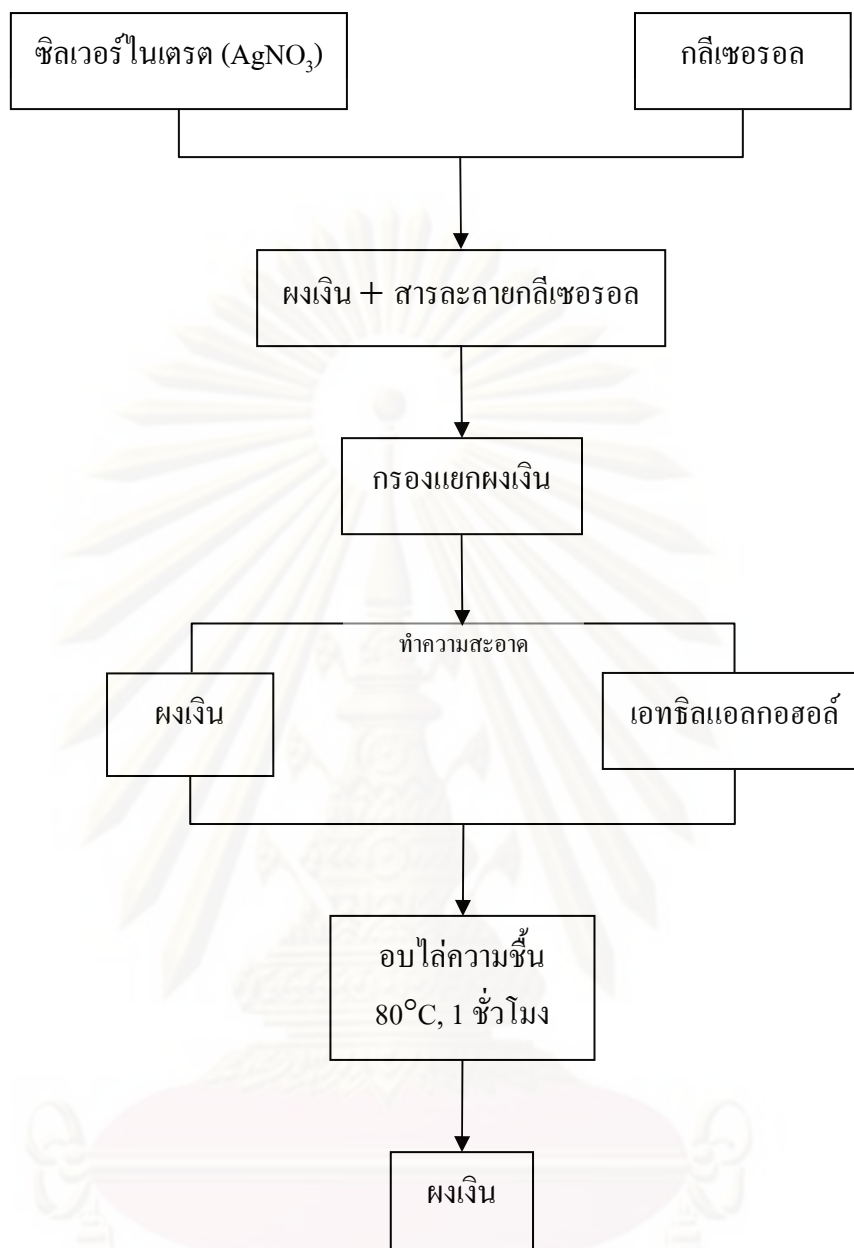 ซิลเวอร์ไนเตรต (AgNO₃)
กลีเซอรอล
ผงเงิน + สารละลายกลีเซอรอล
กรองแยกผงเงิน
ทำความสะอาด
ผงเงิน
เอทธิลแอลกอฮอล์
อบไล่ความชื้น
80°C, 1 ชั่วโมง
ผงเงิน